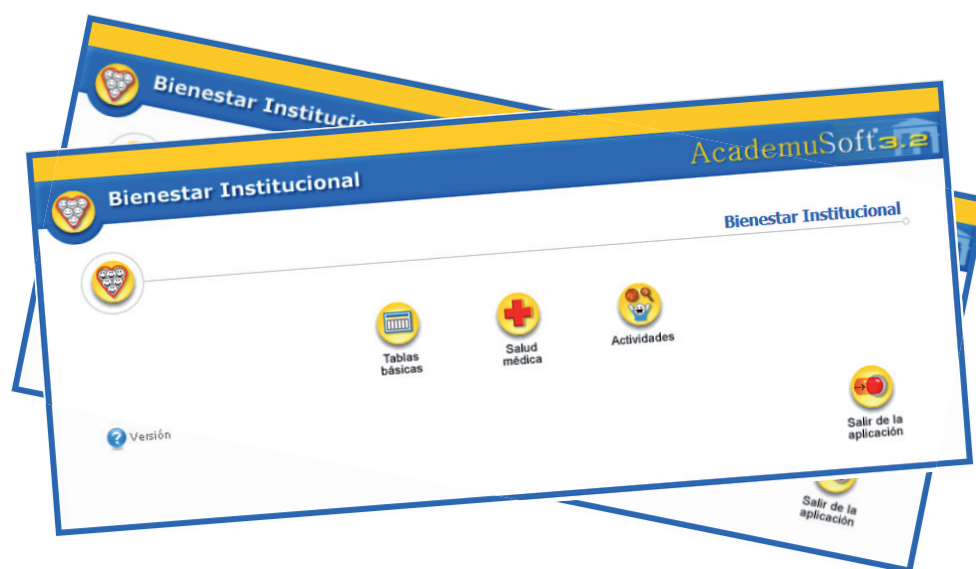 Bienestar Institucio
Bienestar Institucional
AcademuSoft 3.2
Bienestar Institucional
Tablas
básicas
Salud
médica
Actividades
Salir de la
aplicación
Versión
Salir de la
aplicación